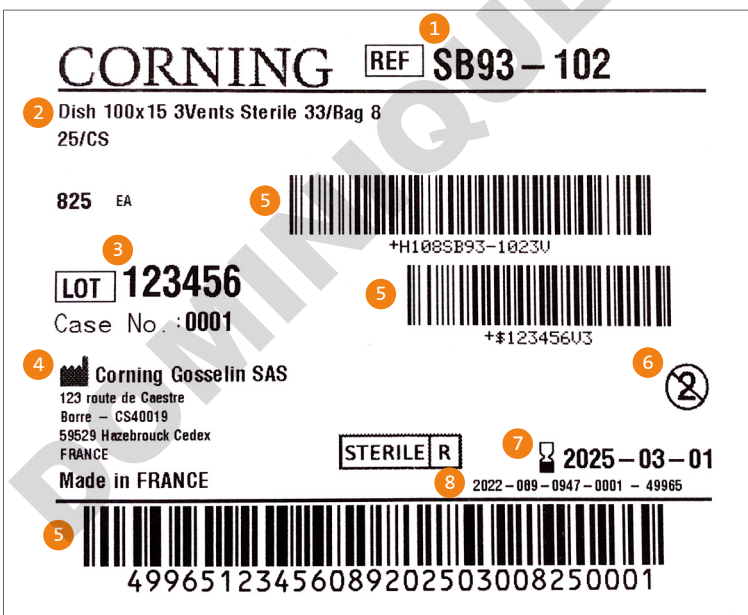 1
CORNING REF SB93-102
2 Dish 100x15 3Vents Sterile 33/Bag 8
25/CS
825 EA
5
+H108SB93-1023V
3
LOT 123456
5
Case No.:0001
+$123456V3
4 Corning Gosselin SAS
6 2
123 route de Caestre
Borre - CS40019
59529 Hazebrouck Cedex
FRANCE
STERILE R
7 2025-03-01
Made in FRANCE
8 2022-089-0947-0001 - 49965
5
49965123456089202503008250001
DOMINIQUE